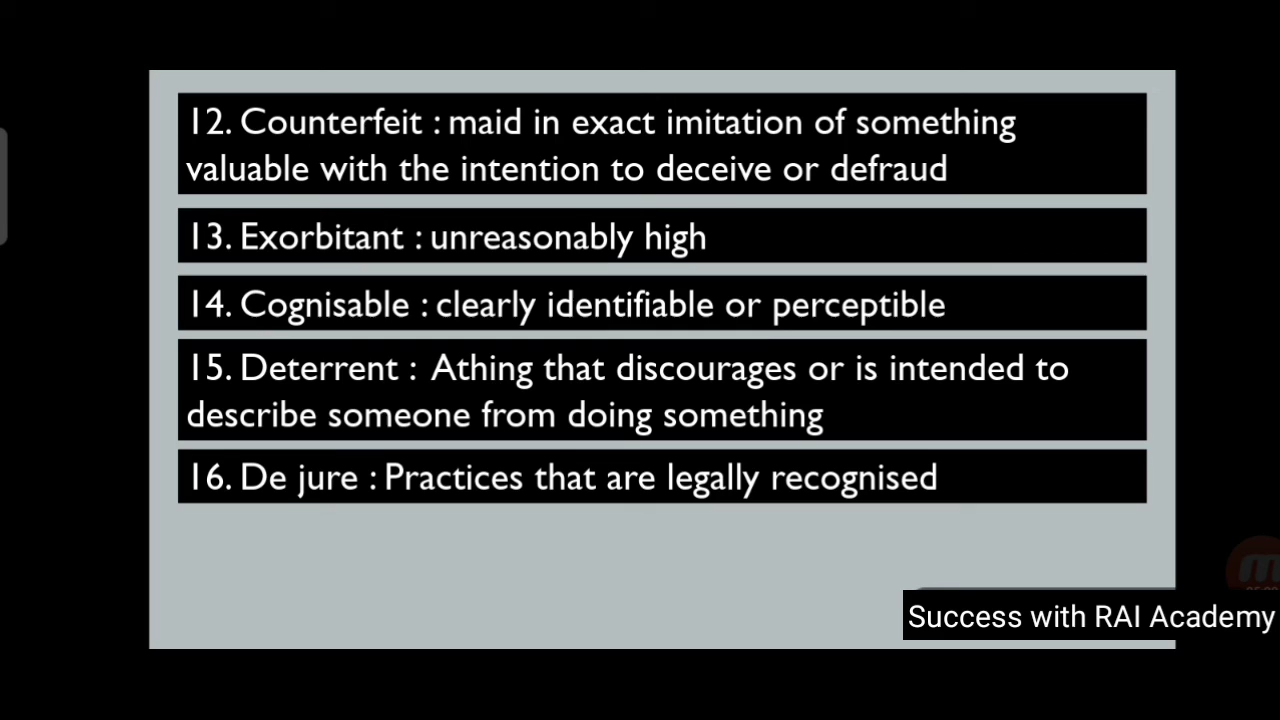 12. Counterfeit : maid in exact imitation of something
valuable with the intention to deceive or defraud
13. Exorbitant : unreasonably high
14. Cognisable : clearly identifiable or perceptible
15. Deterrent : Athing that discourages or is intended to
describe someone from doing something
16. De jure : Practices that are legally recognised
Success with RAI Academy